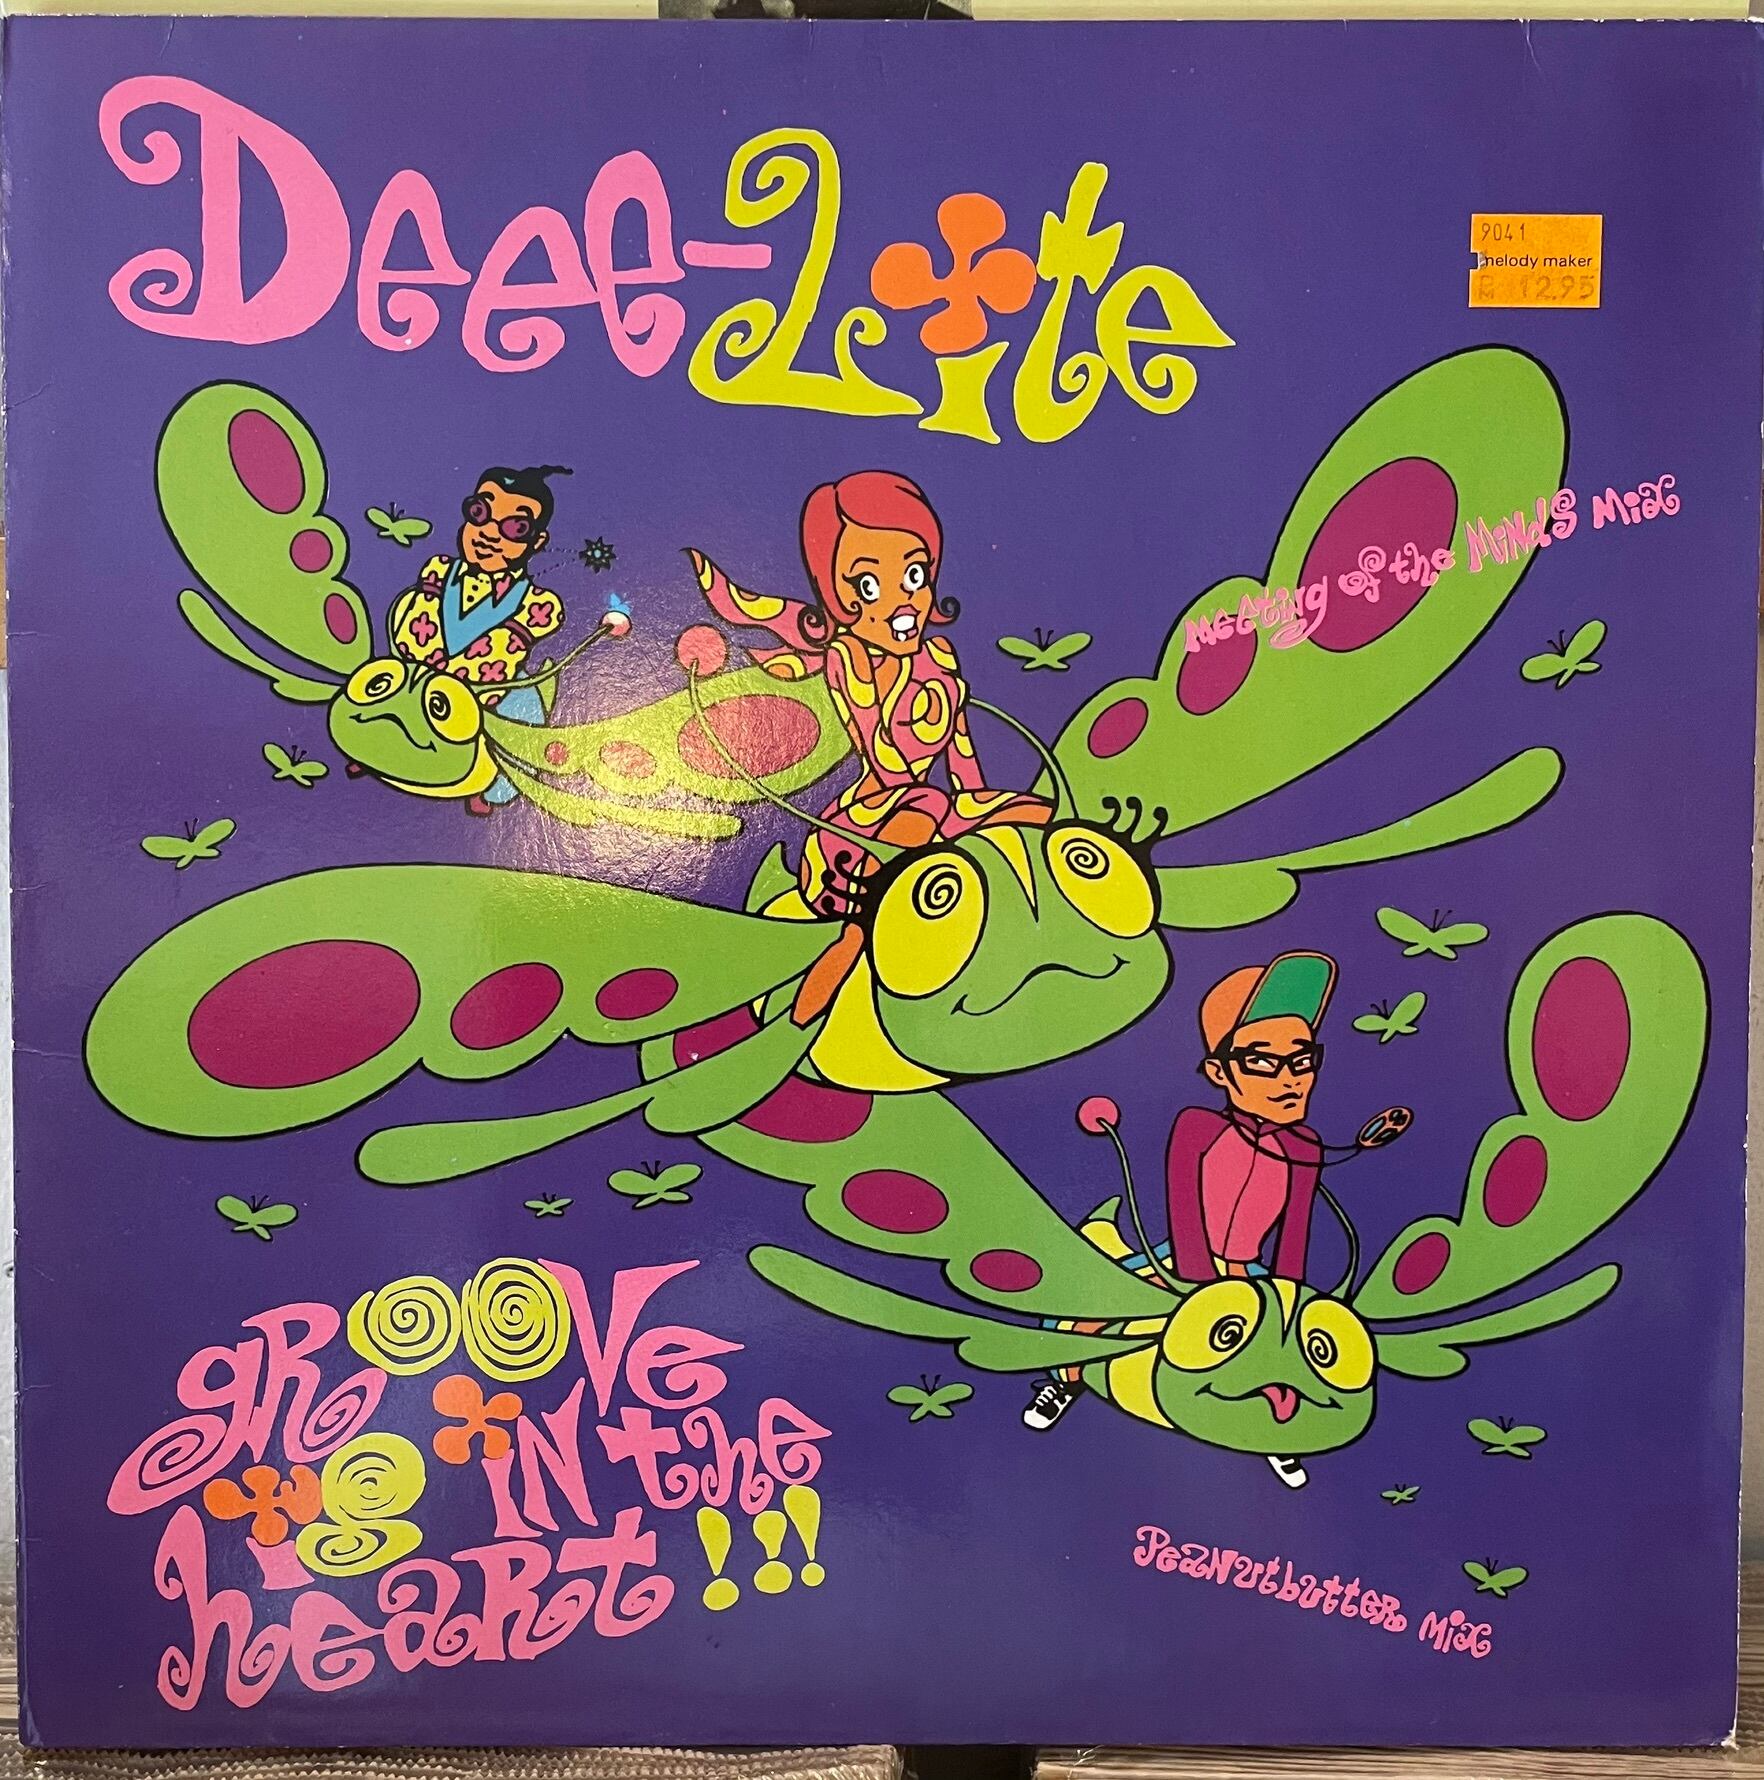 Deee-Lite
9041
melody maker
12.95
Meeting of the Minds Mix
groove
is in the
heart!!!
Peanutbutter Mix